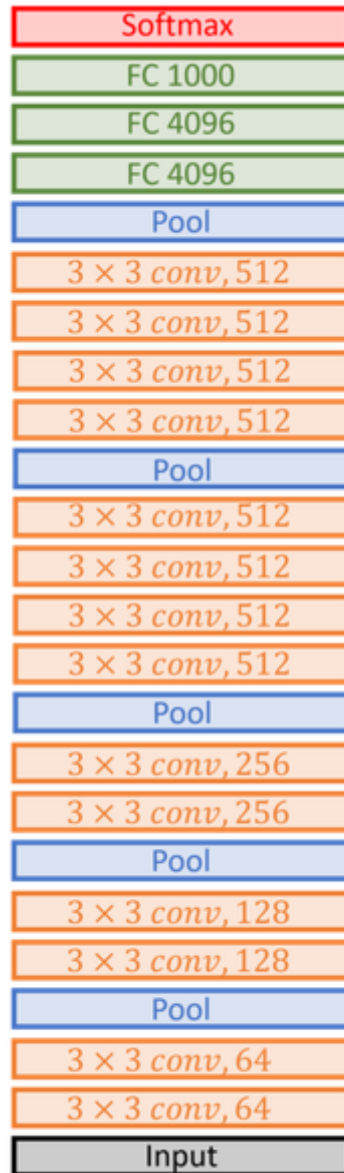 Softmax
FC 1000
FC 4096
FC 4096
Pool
3 × 3 conv, 512
3 × 3 conv, 512
3 × 3 conv, 512
3 × 3 conv, 512
Pool
3 × 3 conv, 512
3 × 3 conv, 512
3 × 3 conv, 512
3 × 3 conv, 512
Pool
3 × 3 conv, 256
3 × 3 conv, 256
Pool
3 × 3 conv, 128
3 × 3 conv, 128
Pool
3 × 3 conv, 64
3 × 3 conv, 64
Input